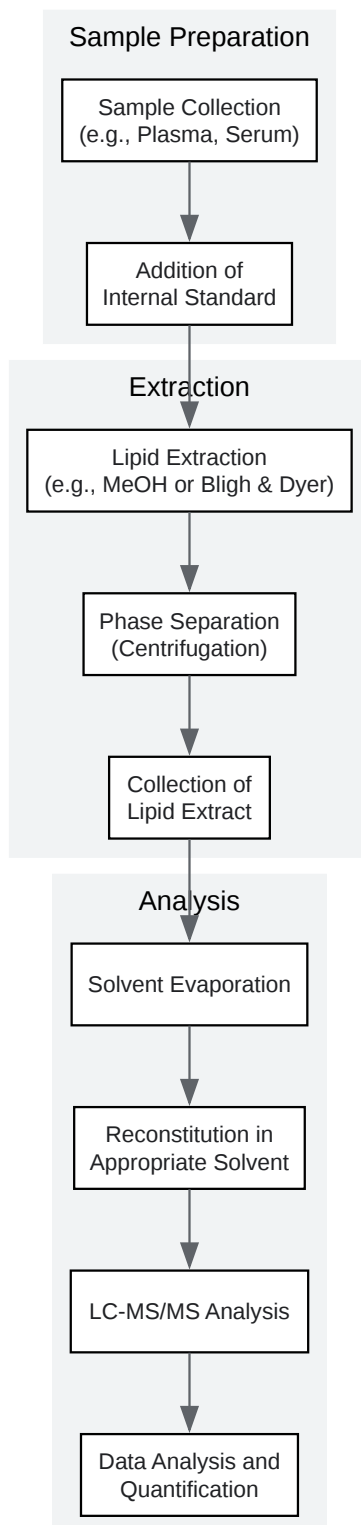 Sample Preparation
Sample Collection
(e.g., Plasma, Serum)
Addition of
Internal Standard
Extraction
Lipid Extraction
(e.g., MeOH or Bligh & Dyer)
Phase Separation
(Centrifugation)
Collection of
Lipid Extract
Analysis
Solvent Evaporation
Reconstitution in
Appropriate Solvent
LC-MS/MS Analysis
Data Analysis and
Quantification